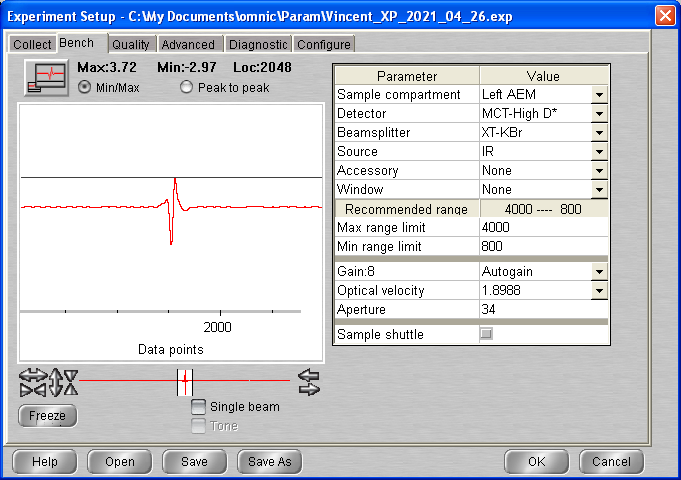 Experiment Setup - C:\My Documents\omnic\Param\Vincent_XP_2021_04_26.exp
Collect Bench Quality Advanced Diagnostic Configure
Max:3.72 Min:-2.97 Loc:2048
Min/Max Peak to peak
2000
Data points
Single beam
Tone
Freeze
Parameter Value
Sample compartment Left AEM
Detector MCT-High D*
Beamsplitter XT-KBr
Source IR
Accessory None
Window None
Recommended range 4000 ---- 800
Max range limit 4000
Min range limit 800
Gain:8 Autogain
Optical velocity 1.8988
Aperture 34
Sample shuttle
Help Open Save Save As OK Cancel